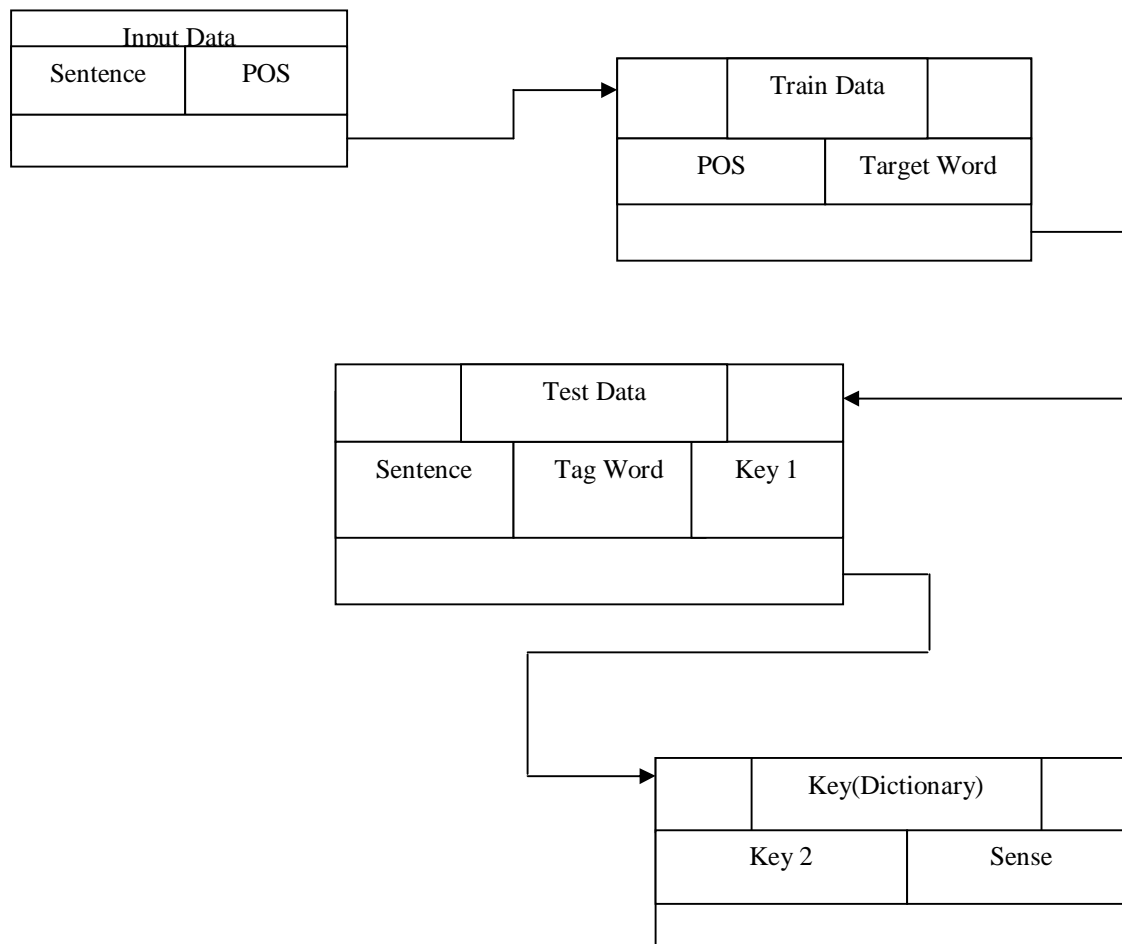 Input Data
Sentence POS
Train Data
POS Target Word
Test Data
Sentence Tag Word Key 1
Key(Dictionary)
Key 2 Sense